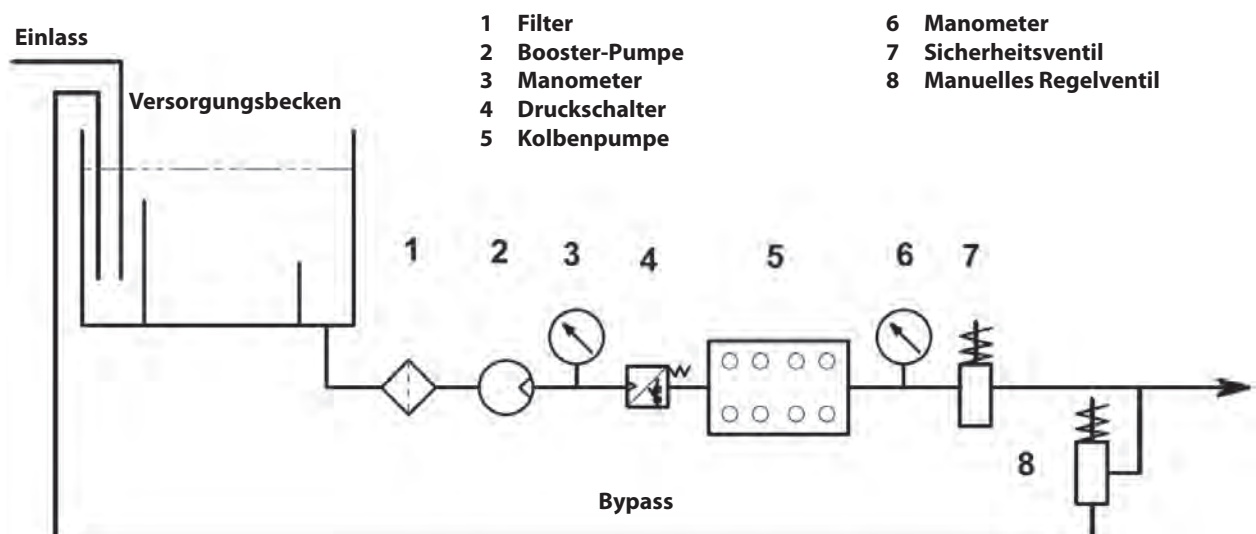 1 Filter
2 Booster-Pumpe
3 Manometer
4 Druckschalter
5 Kolbenpumpe
6 Manometer
7 Sicherheitsventil
8 Manuelles Regelventil
Einlass
Versorgungsbecken
1 2 3 4 5 6 7
8
Bypass